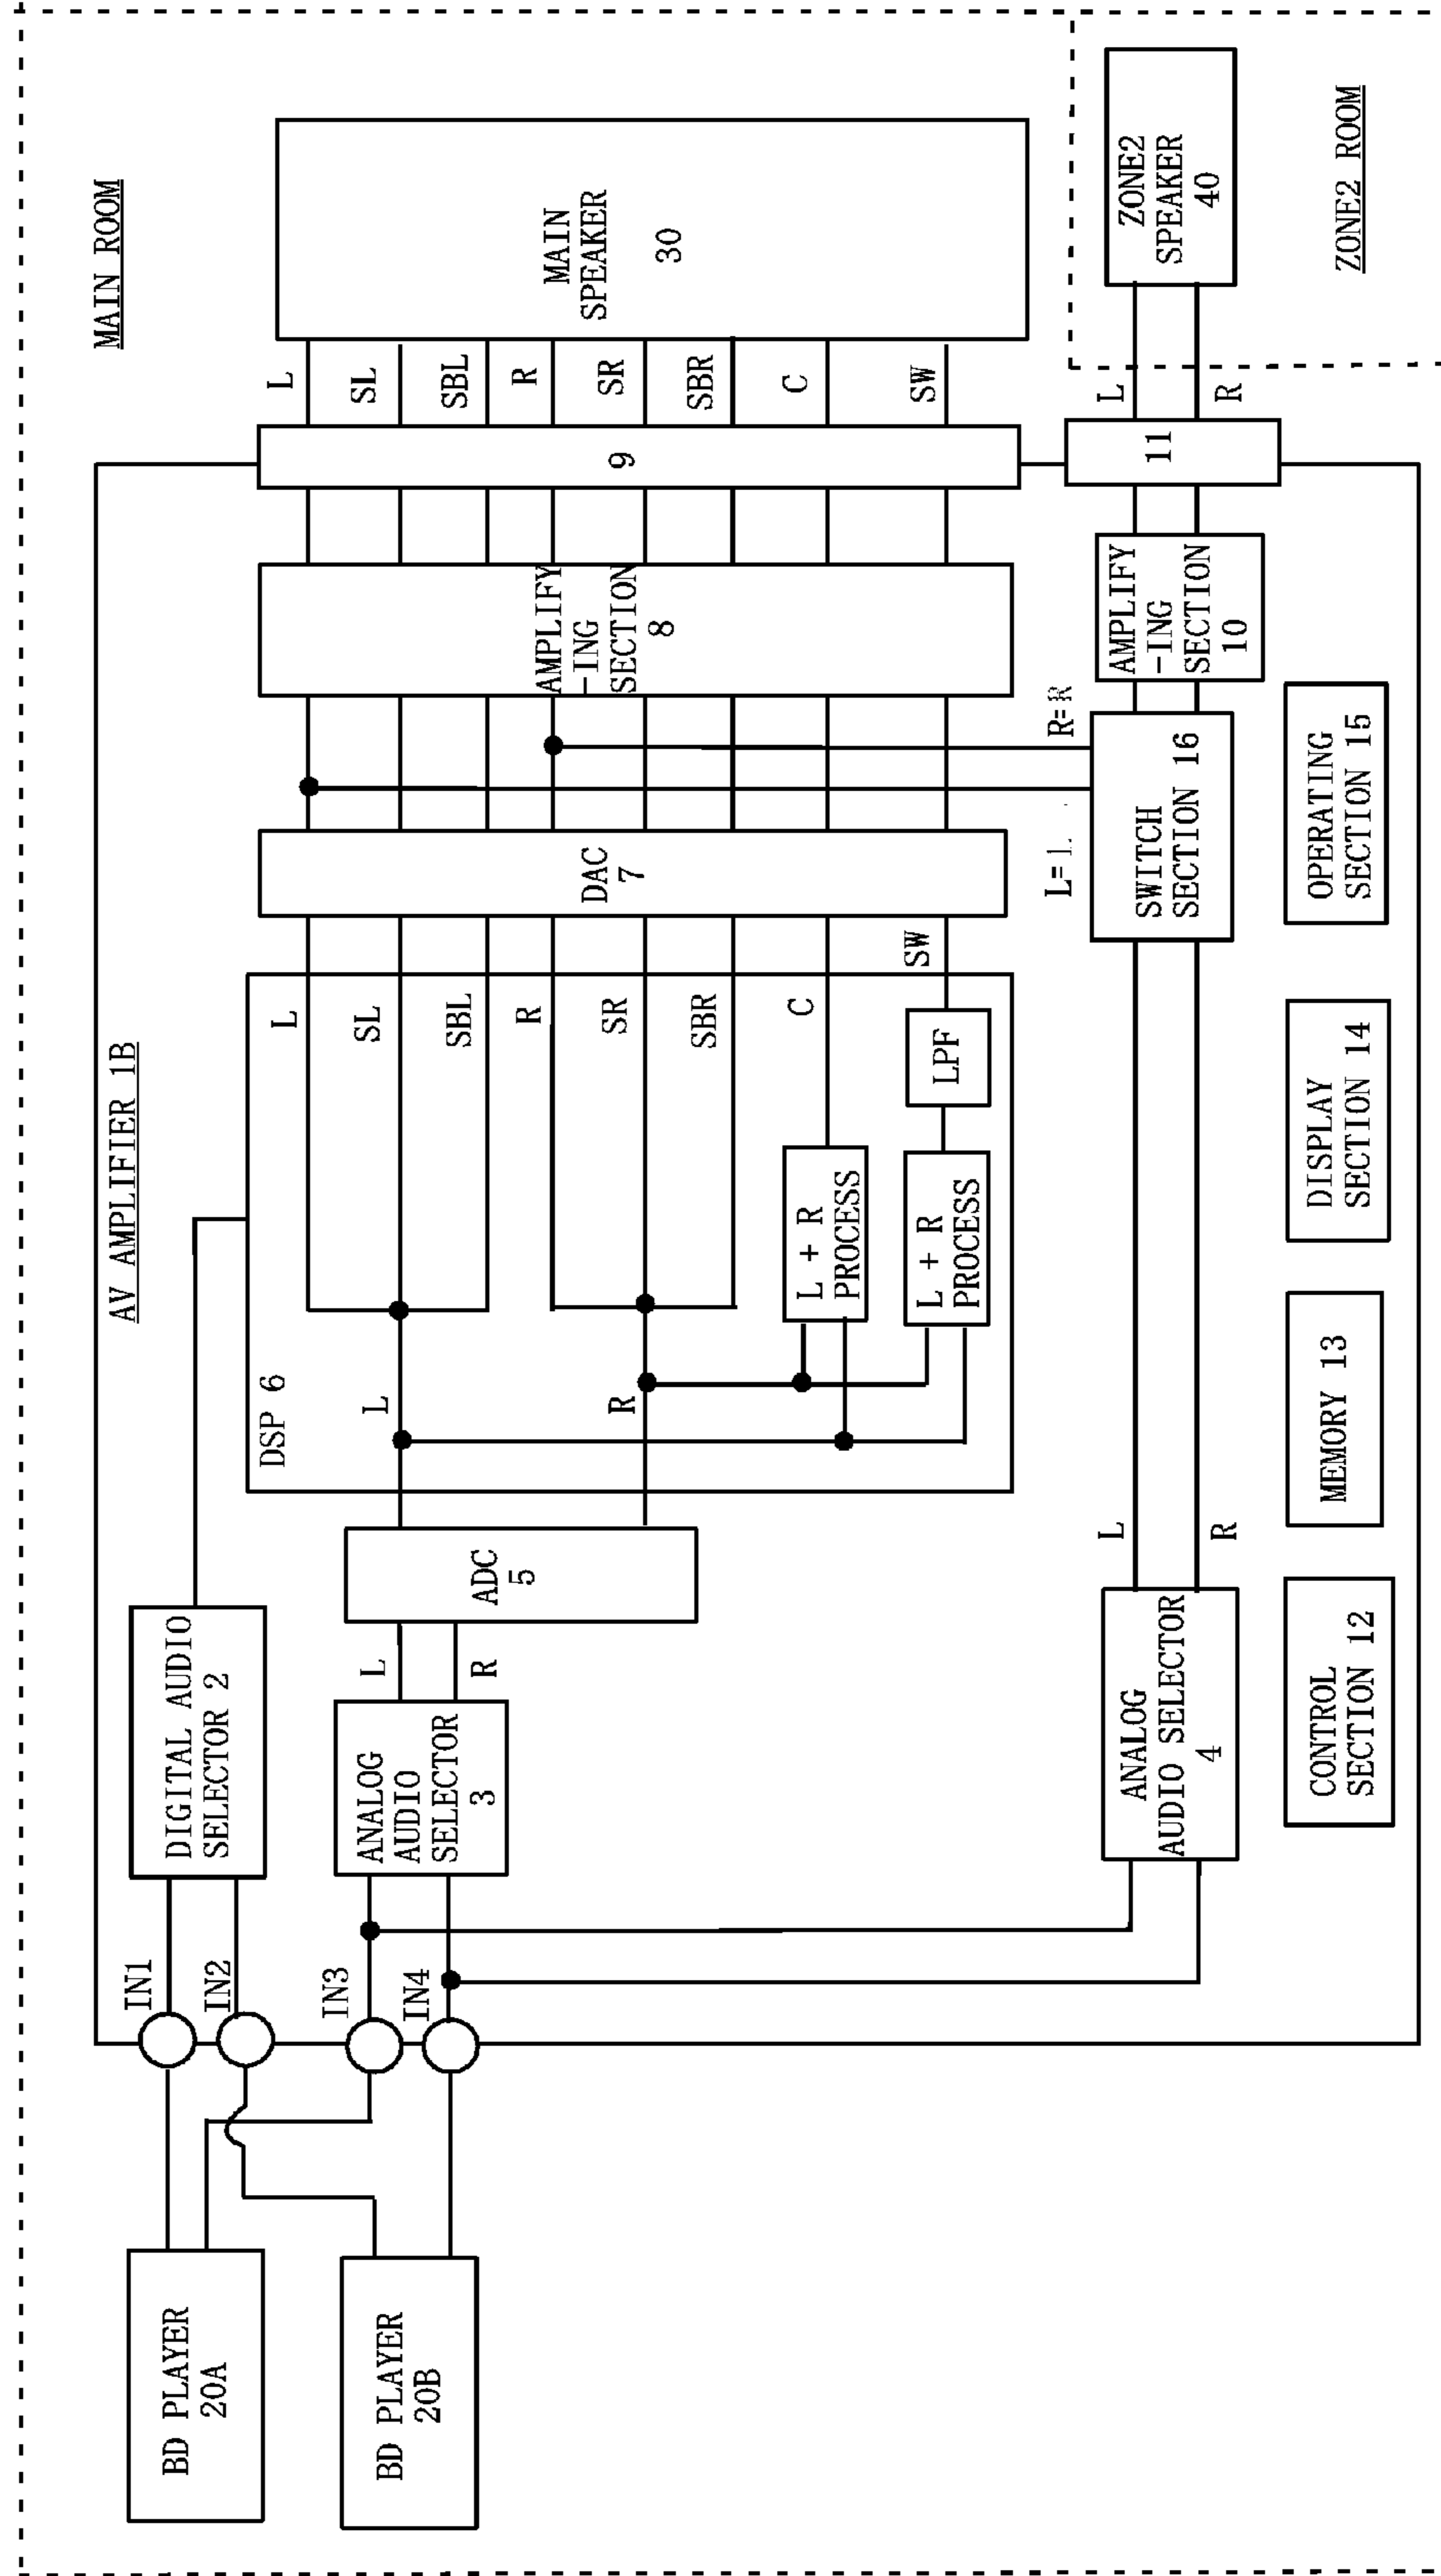 MAIN ROOM
AV AMPLIFIER 1B
BD PLAYER
20A
BD PLAYER
20B
IN1
IN2
IN3
IN4
DIGITAL AUDIO
SELECTOR 2
ANALOG
AUDIO
SELECTOR
3
L
R
ADC
5
DSP 6
L
R
L
SL
SBL
R
SR
SBR
C
L + R
PROCESS
L + R
PROCESS
LPF
SW
DAC
7
AMPLIFY
-ING
SECTION
8
9
L
SL
SBL
R
SR
SBR
C
SW
MAIN
SPEAKER
30
ANALOG
AUDIO SELECTOR
4
L
R
L=L
R=R
SWITCH
SECTION 16
AMPLIFY
-ING
SECTION
10
11
L
R
ZONE2
SPEAKER
40
ZONE2 ROOM
CONTROL
SECTION 12
MEMORY 13
DISPLAY
SECTION 14
OPERATING
SECTION 15